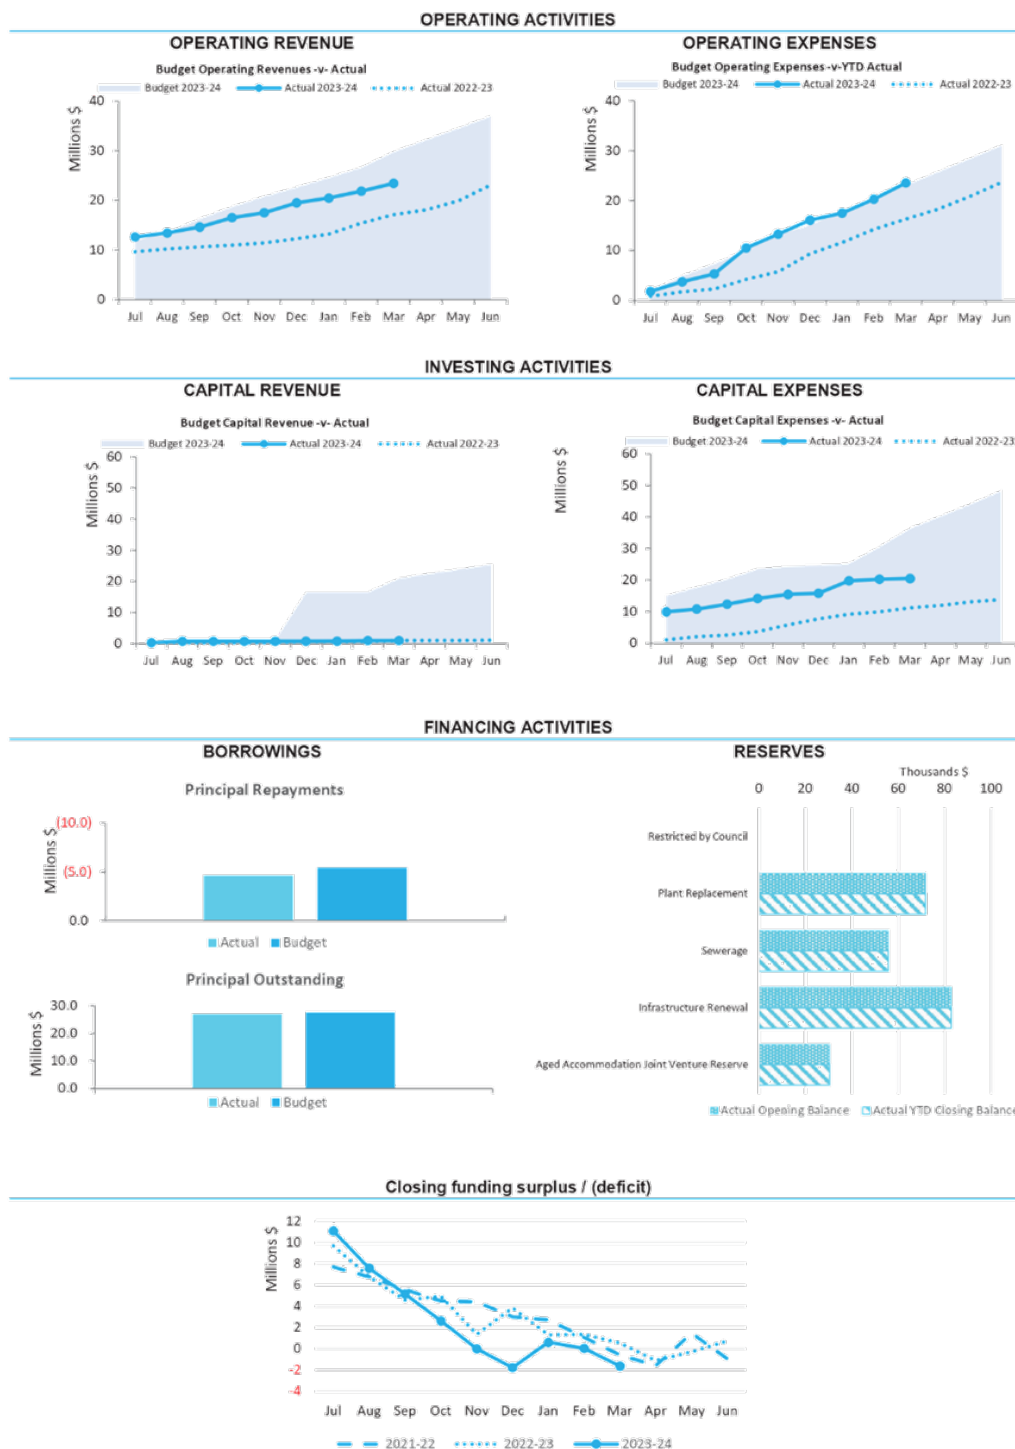 OPERATING ACTIVITIES
OPERATING REVENUE
Budget Operating Revenues -v- Actual
Budget 2023-24 Actual 2023-24 Actual 2022-23
Millions $
40
30
20
10
0
Jul Aug Sep Oct Nov Dec Jan Feb Mar Apr May Jun
OPERATING EXPENSES
Budget Operating Expenses -v-YTD Actual
Budget 2023-24 Actual 2023-24 Actual 2022-23
Millions $
40
30
20
10
0
Jul Aug Sep Oct Nov Dec Jan Feb Mar Apr May Jun
INVESTING ACTIVITIES
CAPITAL REVENUE
Budget Capital Revenue -v- Actual
Budget 2023-24 Actual 2023-24 Actual 2022-23
Millions $
60
50
40
30
20
10
0
Jul Aug Sep Oct Nov Dec Jan Feb Mar Apr May Jun
CAPITAL EXPENSES
Budget Capital Expenses -v- Actual
Budget 2023-24 Actual 2023-24 Actual 2022-23
Millions $
60
50
40
30
20
10
0
Jul Aug Sep Oct Nov Dec Jan Feb Mar Apr May Jun
FINANCING ACTIVITIES
BORROWINGS
Principal Repayments
Millions $
(10.0)
(5.0)
0.0
Actual Budget
Principal Outstanding
Millions $
30.0
20.0
10.0
0.0
Actual Budget
RESERVES
Thousands $
0 20 40 60 80 100
Restricted by Council
Plant Replacement
Sewerage
Infrastructure Renewal
Aged Accommodation Joint Venture Reserve
Actual Opening Balance Actual YTD Closing Balance
Closing funding surplus / (deficit)
Millions $
12
10
8
6
4
2
0
-2
-4
Jul Aug Sep Oct Nov Dec Jan Feb Mar Apr May Jun
2021-22 2022-23 2023-24